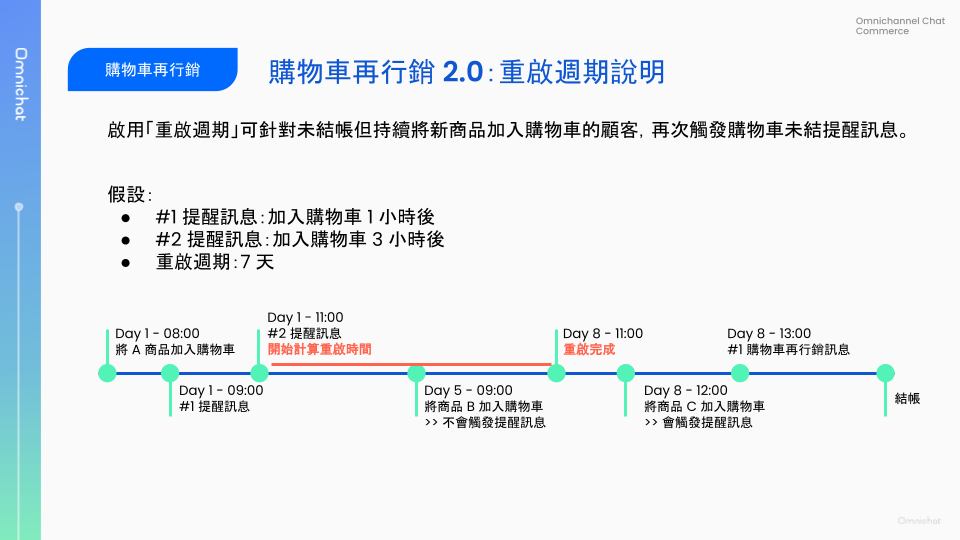 Omnichannel Chat
Commerce
Omnichat
購物車再行銷
購物車再行銷 2.0：重啟週期說明
啟用「重啟週期」可針對未結帳但持續將新商品加入購物車的顧客，再次觸發購物車未結提醒訊息。
假設：
● #1 提醒訊息：加入購物車 1 小時後
● #2 提醒訊息：加入購物車 3 小時後
● 重啟週期：7 天
Day 1 - 08:00
將 A 商品加入購物車
Day 1 - 09:00
#1 提醒訊息
Day 1 - 11:00
#2 提醒訊息
開始計算重啟時間
Day 5 - 09:00
將商品 B 加入購物車
>> 不會觸發提醒訊息
Day 8 - 11:00
重啟完成
Day 8 - 12:00
將商品 C 加入購物車
>> 會觸發提醒訊息
Day 8 - 13:00
#1 購物車再行銷訊息
結帳
Omnichat